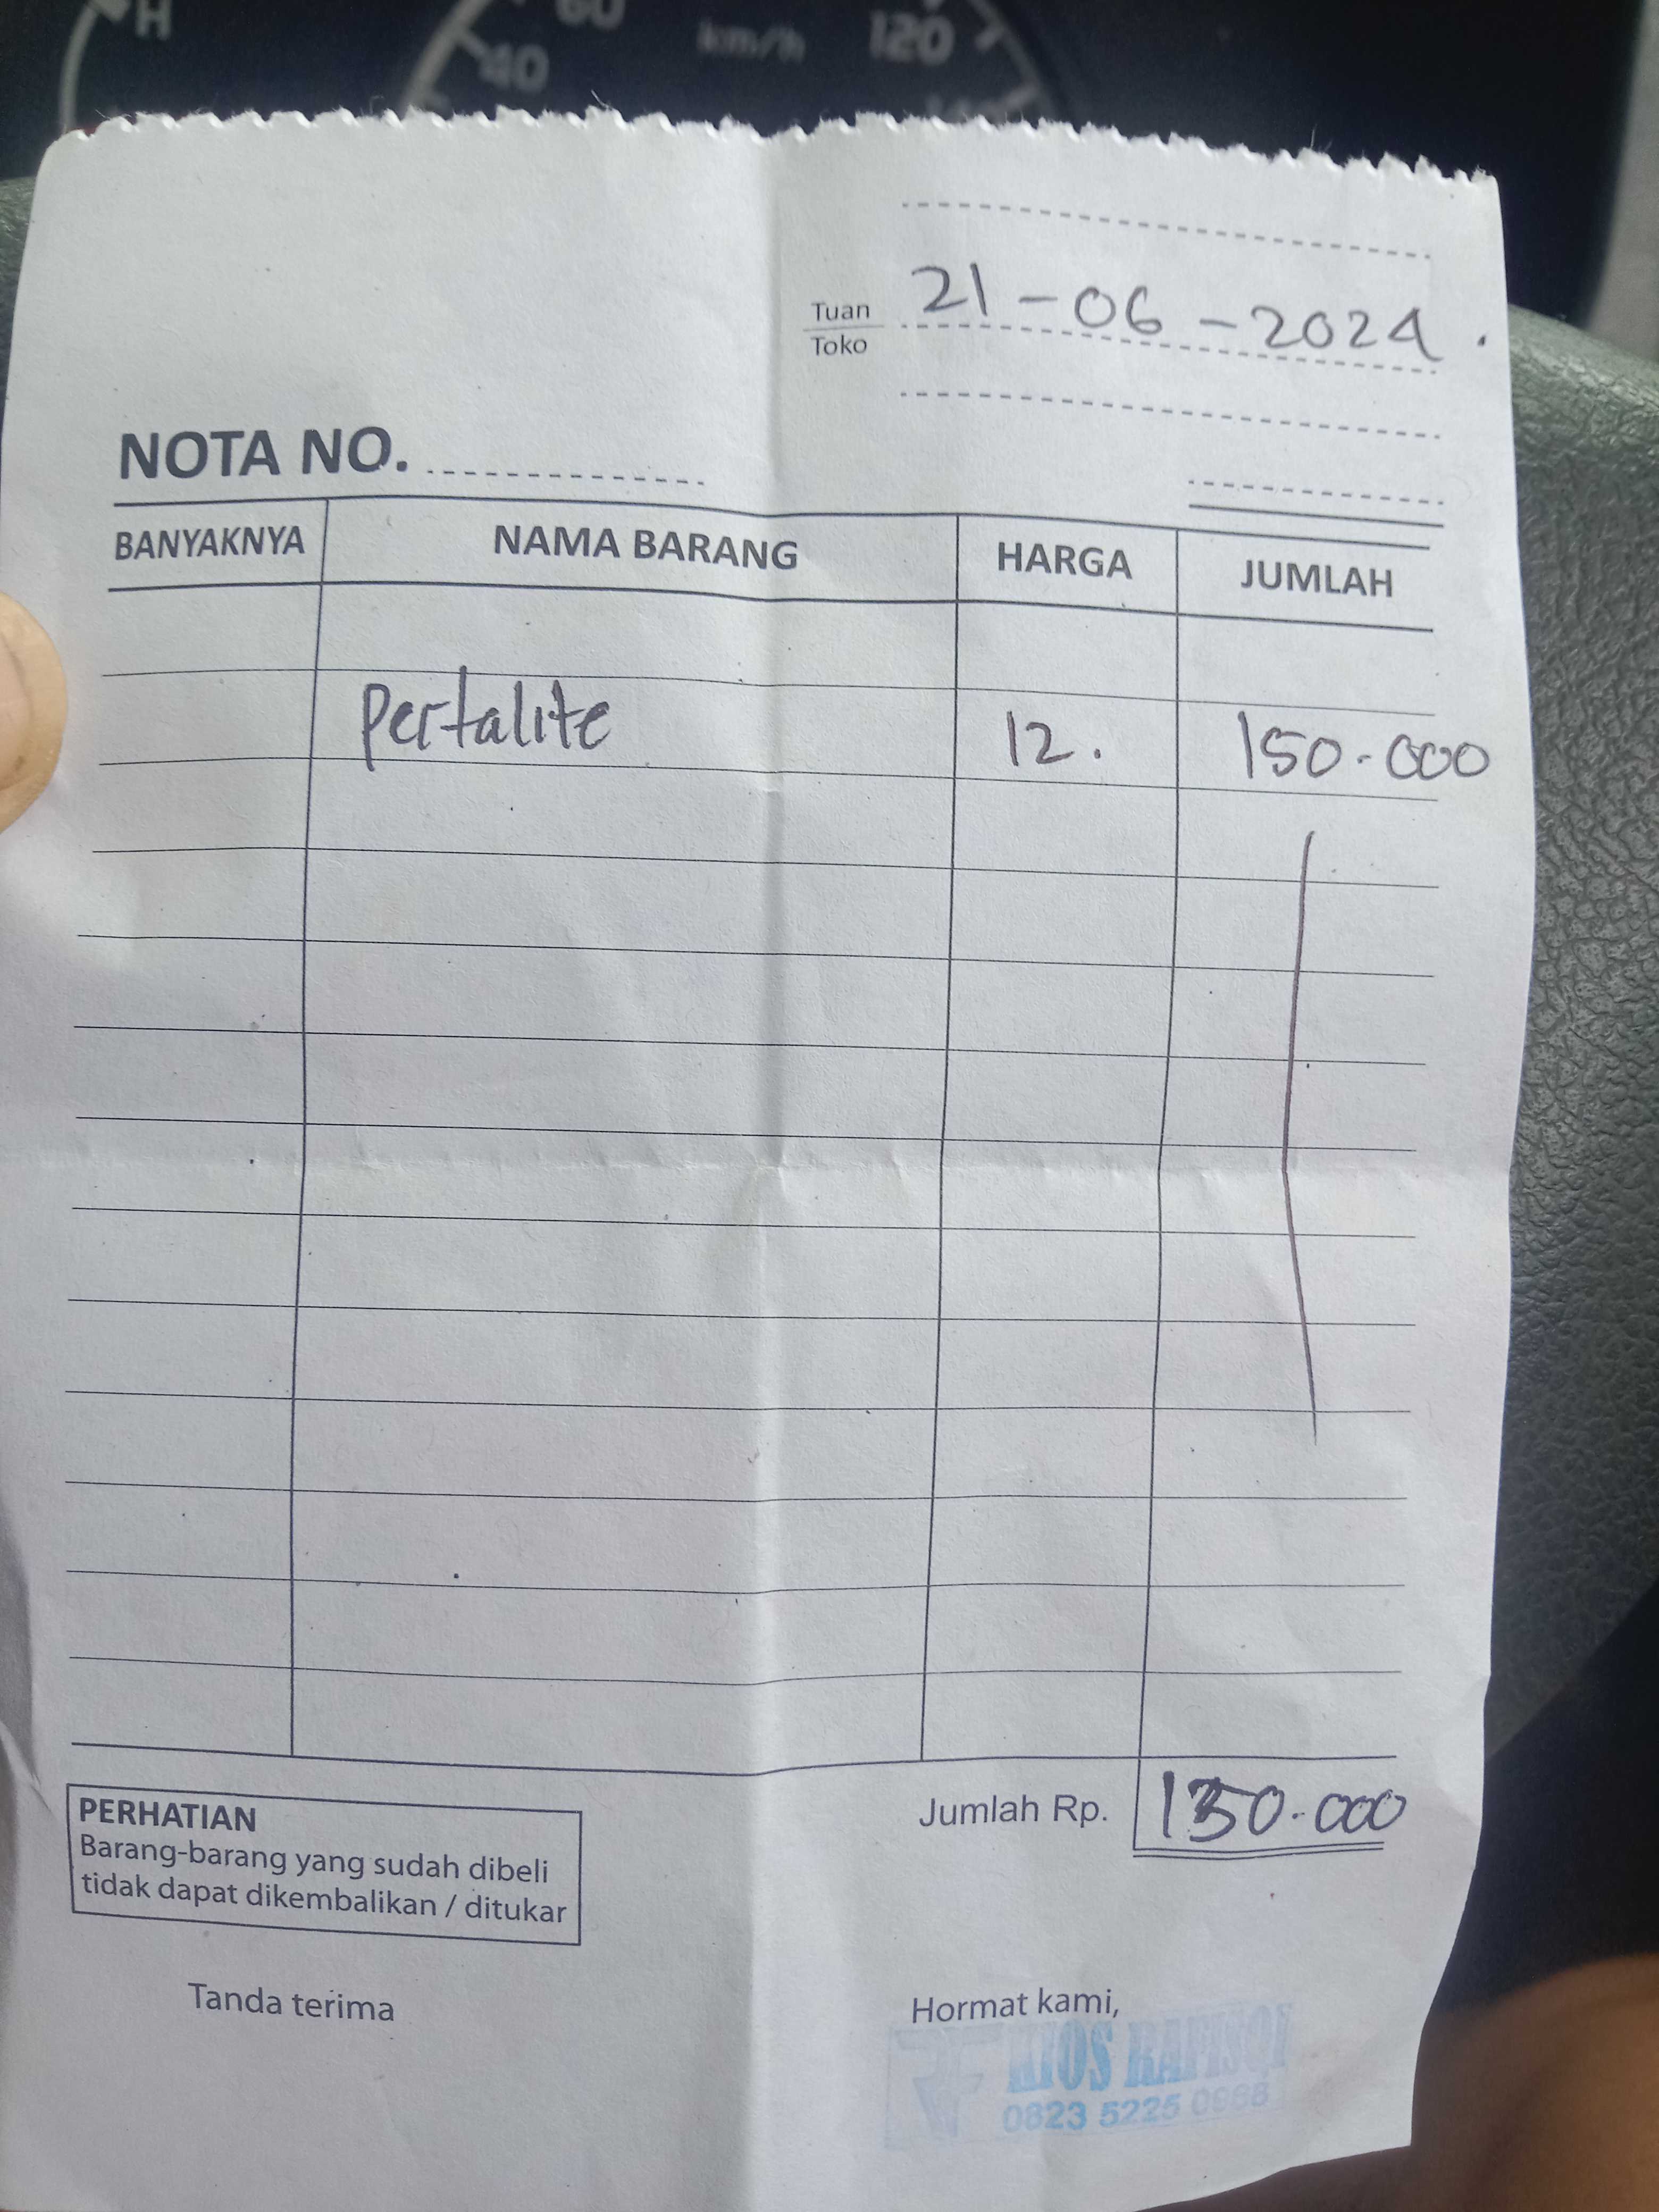 H
40
60
km/h
120
Tuan
Toko
21-06-2024.
NOTA NO.
BANYAKNYA NAMA BARANG HARGA JUMLAH
Pertalite 12. 150.000
PERHATIAN
Barang-barang yang sudah dibeli
tidak dapat dikembalikan / ditukar
Jumlah Rp. 150.000
Tanda terima
Hormat kami,
KIOS RAFISQI
0823 5225 0988